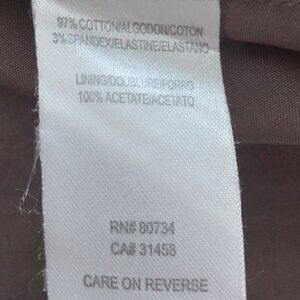 97% COTTON/ALGODON/COTON
3% SPANDEX/ELASTINE/ELASTANO
LINING/DOUBLURE/FORRO
100% ACETATE/ACETATO
RN# 80734
CA# 31458
CARE ON REVERSE